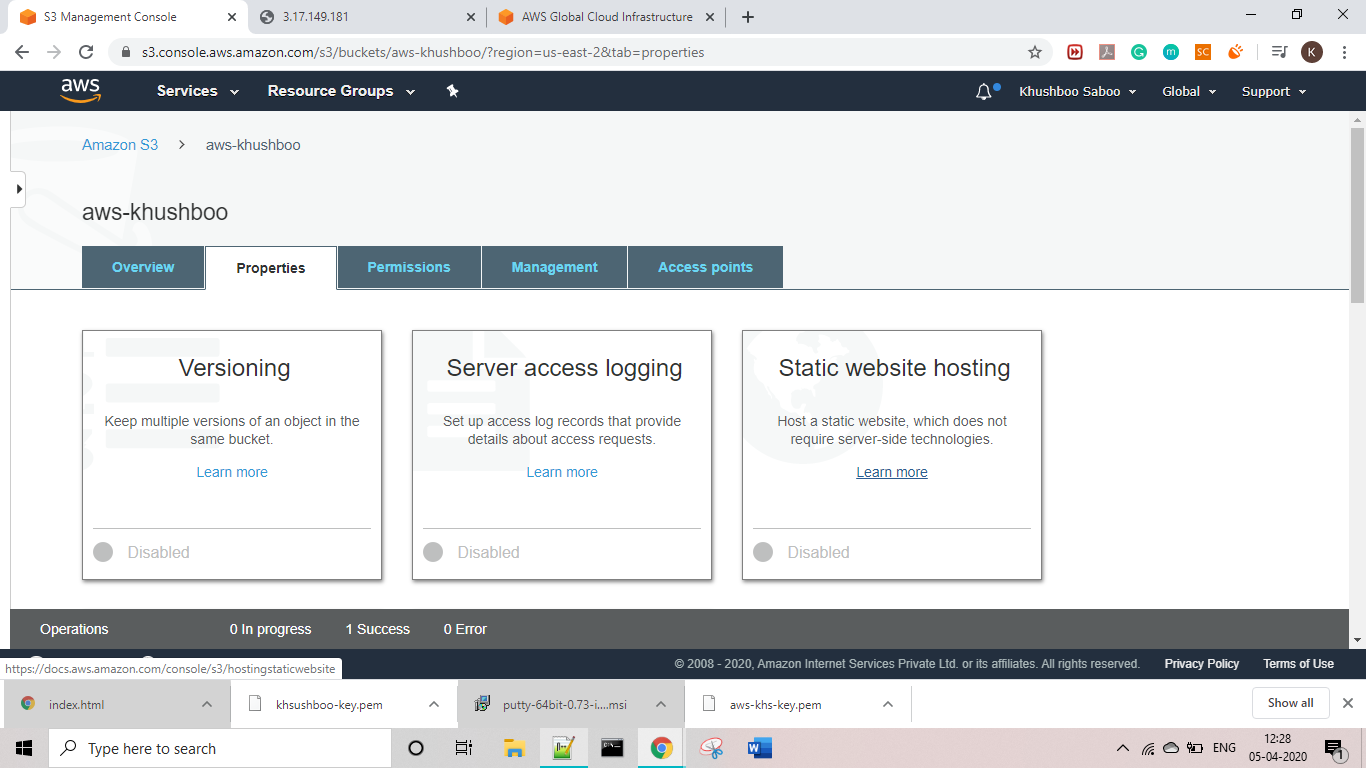 S3 Management Console
3.17.149.181
AWS Global Cloud Infrastructure
s3.console.aws.amazon.com/s3/buckets/aws-khushboo/?region=us-east-2&tab=properties
SC
m
K
aws
Services
Resource Groups
Khushboo Saboo
Global
Support
Amazon S3 > aws-khushboo
aws-khushboo
Overview
Properties
Permissions
Management
Access points
Versioning
Keep multiple versions of an object in the
same bucket.
Learn more
Disabled
Server access logging
Set up access log records that provide
details about access requests.
Learn more
Disabled
Static website hosting
Host a static website, which does not
require server-side technologies.
Learn more
Disabled
Operations
0 In progress
1 Success
0 Error
https://docs.aws.amazon.com/console/s3/hostingstaticwebsite
© 2008 - 2020, Amazon Internet Services Private Ltd. or its affiliates. All rights reserved.
Privacy Policy
Terms of Use
index.html
khsushboo-key.pem
putty-64bit-0.73-i....msi
aws-khs-key.pem
Show all
Type here to search
ENG
12:28
05-04-2020
1